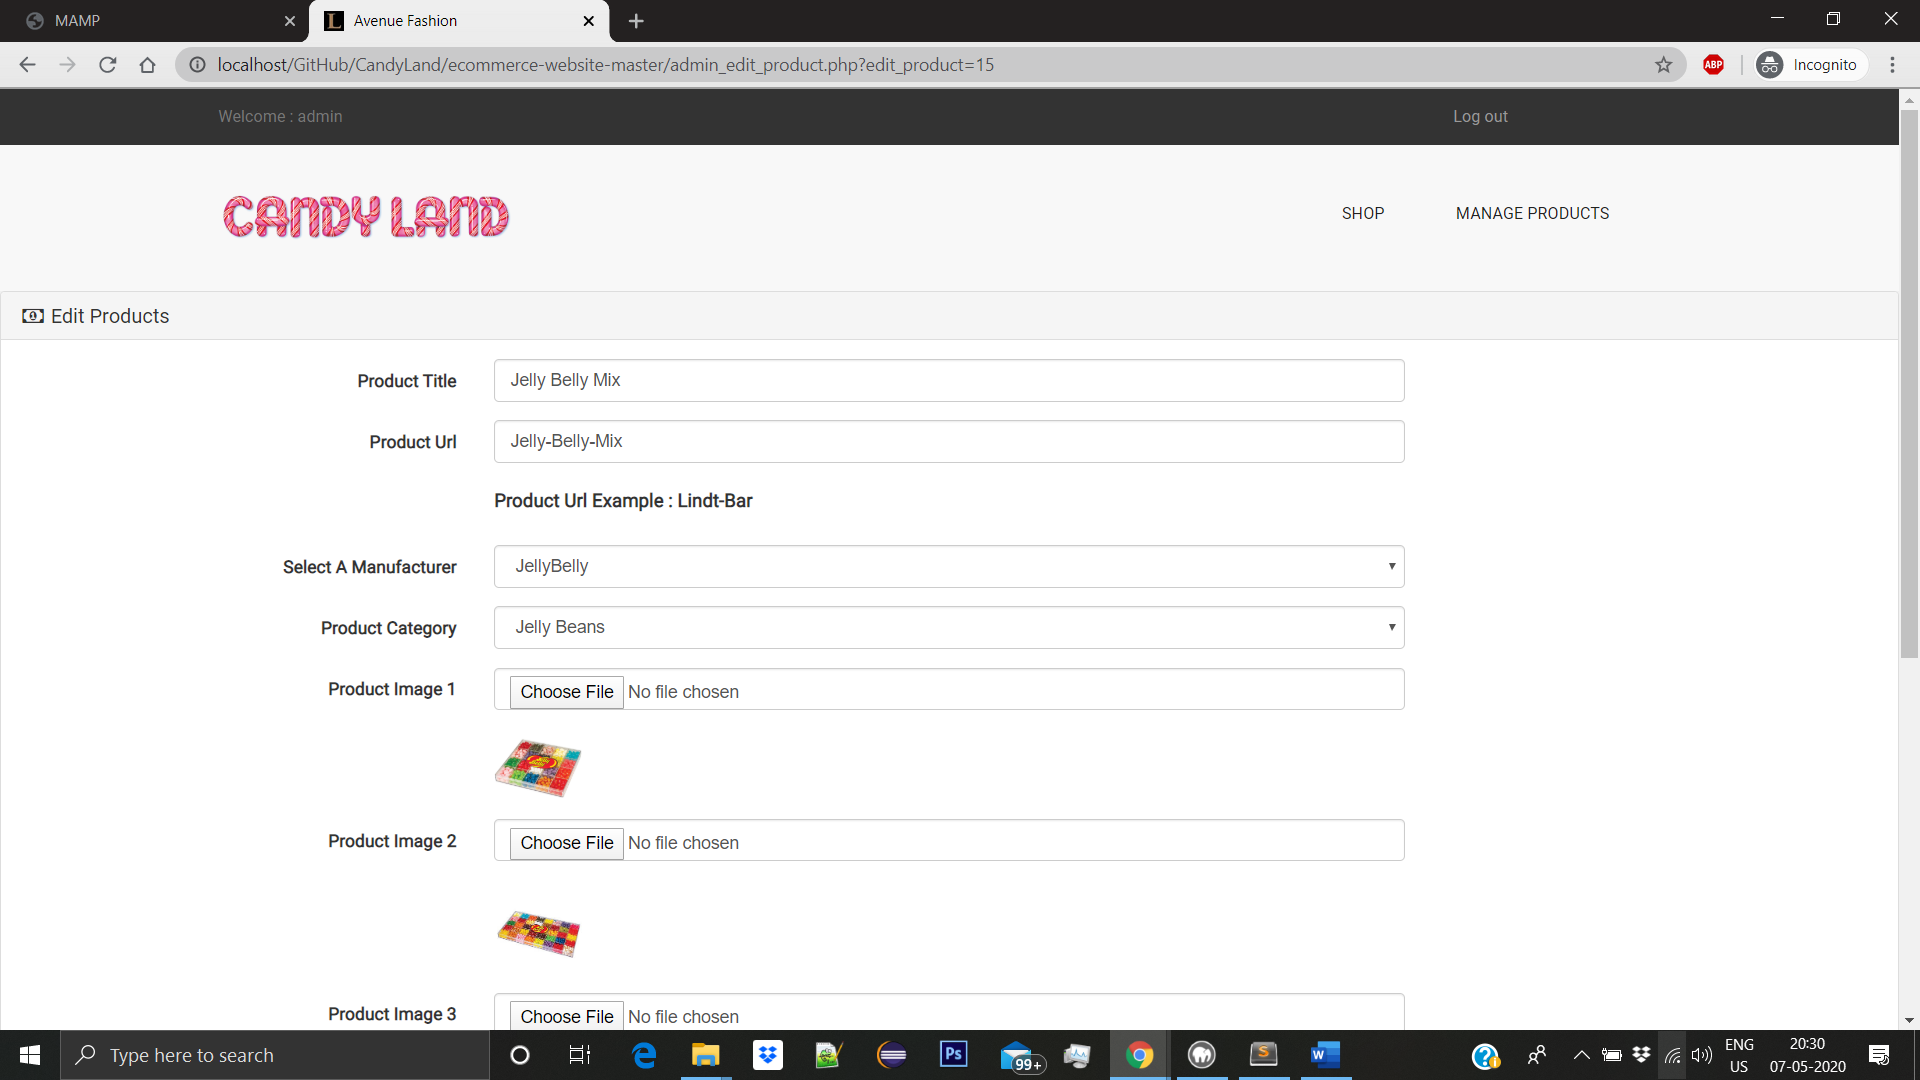 MAMP
Avenue Fashion
localhost/GitHub/CandyLand/ecommerce-website-master/admin_edit_product.php?edit_product=15
ABP
Incognito
Welcome : admin
Log out
CANDY LAND
SHOP
MANAGE PRODUCTS
Edit Products
Product Title
Jelly Belly Mix
Product Url
Jelly-Belly-Mix
Product Url Example : Lindt-Bar
Select A Manufacturer
JellyBelly
Product Category
Jelly Beans
Product Image 1
Choose File No file chosen
Product Image 2
Choose File No file chosen
Product Image 3
Choose File No file chosen
Type here to search
Ps
99+
ENG
US
20:30
07-05-2020